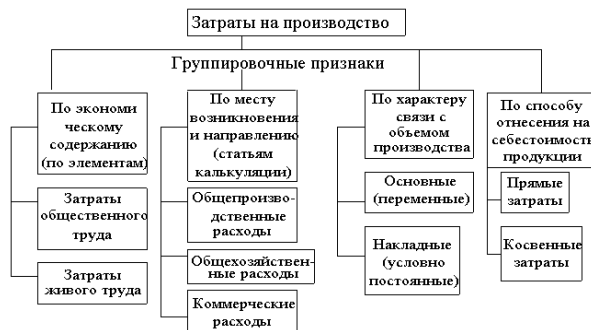 Затраты на производство
Группировочные признаки
По экономи
ческому
содержанию
(по элементам)
Затраты
общественного
труда
Затраты
живого труда
По месту
возникновения
и направлению
(статьям
калькуляции)
Общепроизво-
дственные
расходы
Общехозяйствен-
ные расходы
Коммерческие
расходы
По характеру
связи с
объемом
производства
Основные
(переменные)
Накладные
(условно
постоянные)
По способу
отнесения на
себестоимость
продукции
Прямые
затраты
Косвенные
затраты